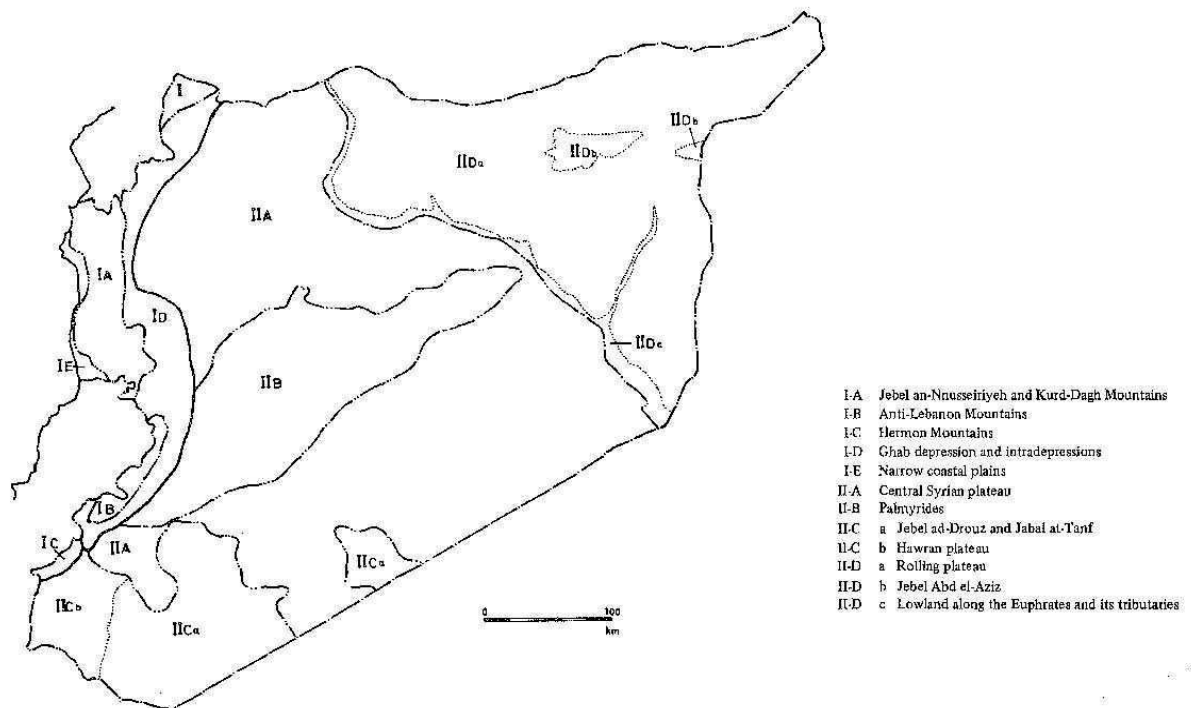 I
IIDb
IIDa
IIDb
IIA
IA
ID
IIDc
IE
IIB
IB
IC
IIA
IICa
IICb
IICa
0 100
km
I-A Jebel an-Nnusseiriyeh and Kurd-Dagh Mountains
I-B Anti-Lebanon Mountains
I-C Hermon Mountains
I-D Ghab depression and intradepressions
I-E Narrow coastal plains
II-A Central Syrian plateau
II-B Palmyrides
II-C a Jebel ad-Drouz and Jabal at-Tanf
II-C b Hawran plateau
II-D a Rolling plateau
II-D b Jebel Abd el-Aziz
II-D c Lowland along the Euphrates and its tributaries